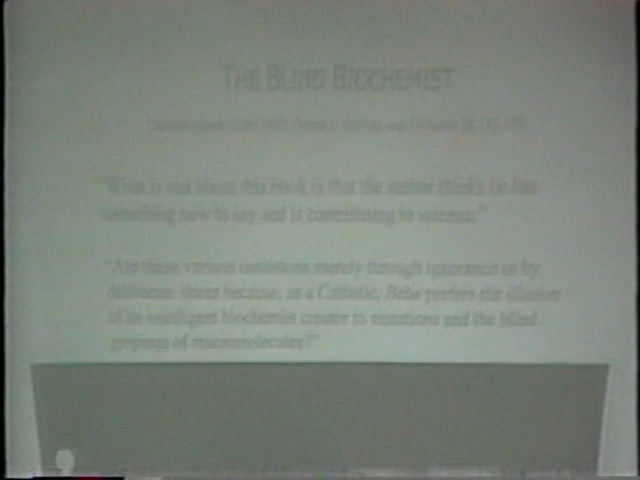 THE BLIND BIOCHEMIST
"What is sad about this book is that the author thinks he has
something new to say and is contributing to science."
"Are these various omissions merely through ignorance or by
deliberate intent because, as a Catholic, Behe prefers the illusion
of an intelligent biochemist creator to mutations and the blind
gropings of macromolecules?"